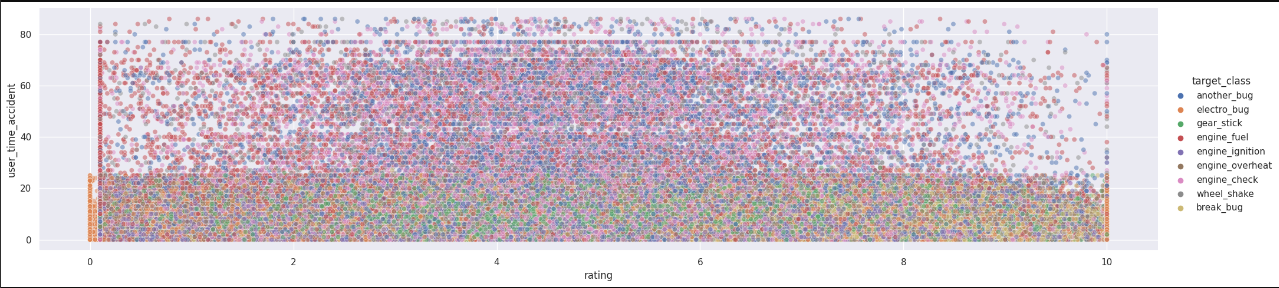 80
60
40
20
0
user_time_accident
0 2 4 6 8 10
rating
target_class
another_bug
electro_bug
gear_stick
engine_fuel
engine_ignition
engine_overheat
engine_check
wheel_shake
break_bug